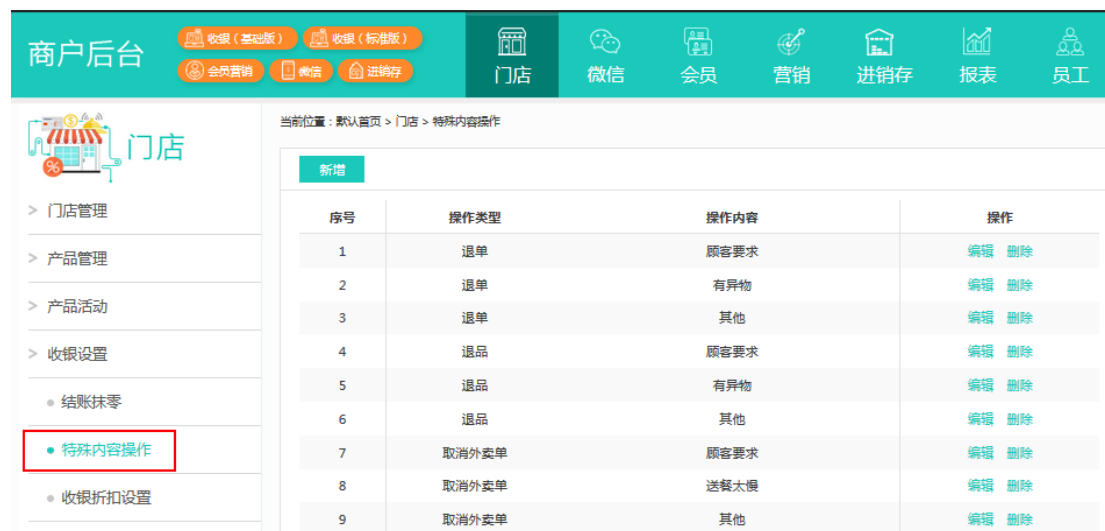 商户后台
收银（基础版） 收银（标准版）
会员营销 微信 进销存
门店 微信 会员 营销 进销存 报表 员工
门店
当前位置：默认首页 > 门店 > 特殊内容操作
新增
> 门店管理
> 产品管理
> 产品活动
> 收银设置
结账抹零
特殊内容操作
收银折扣设置
序号 操作类型 操作内容 操作
1 退单 顾客要求 编辑 删除
2 退单 有异物 编辑 删除
3 退单 其他 编辑 删除
4 退品 顾客要求 编辑 删除
5 退品 有异物 编辑 删除
6 退品 其他 编辑 删除
7 取消外卖单 顾客要求 编辑 删除
8 取消外卖单 送餐太慢 编辑 删除
9 取消外卖单 其他 编辑 删除